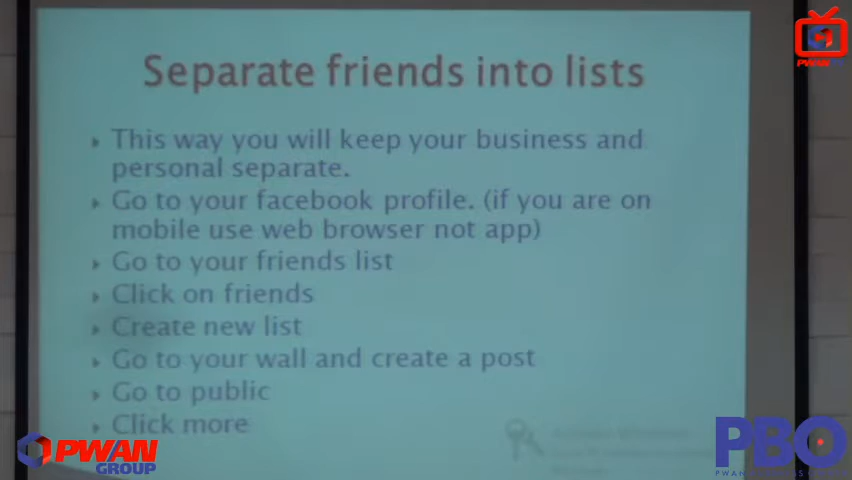 PWAN
Separate friends into lists
This way you will keep your business and
personal separate.
Go to your facebook profile. (if you are on
mobile use web browser not app)
Go to your friends list
Click on friends
Create new list
Go to your wall and create a post
Go to public
Click more
PWAN
GROUP
PBO